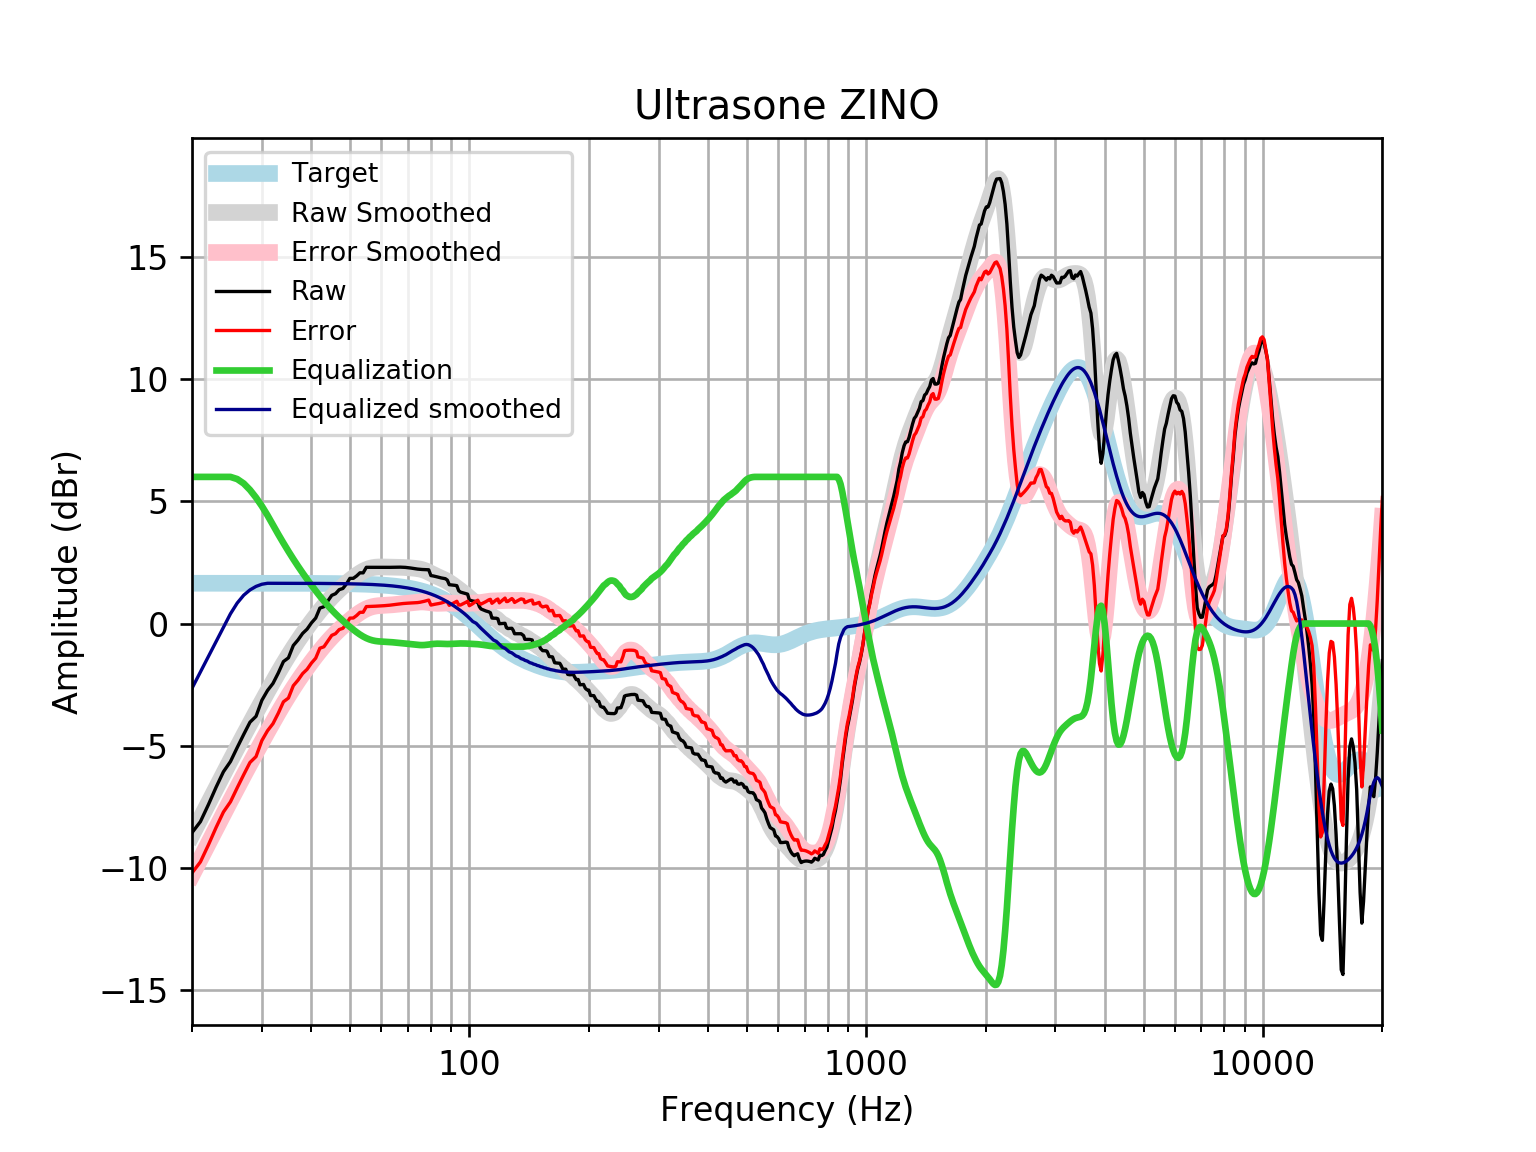 Ultrasone ZINO
Target
Raw Smoothed
Error Smoothed
Raw
Error
Equalization
Equalized smoothed
15
10
5
0
−5
−10
−15
Amplitude (dBr)
100 1000 10000
Frequency (Hz)